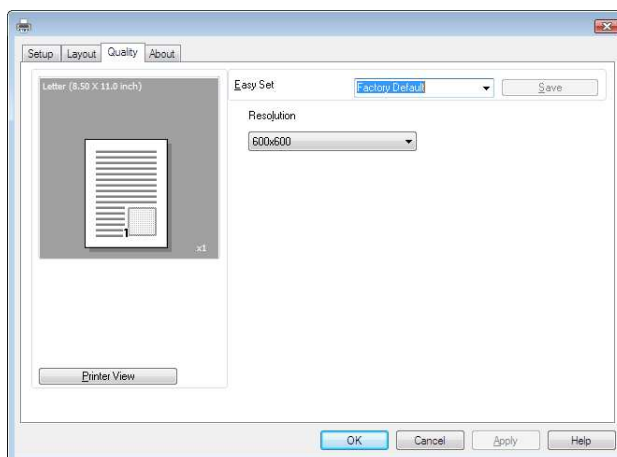 Setup Layout Quality About
Letter (8.50 X 11.0 inch)
Easy Set Factory Default Save
Resolution
600x600
1
x1
Printer View
OK Cancel Apply Help